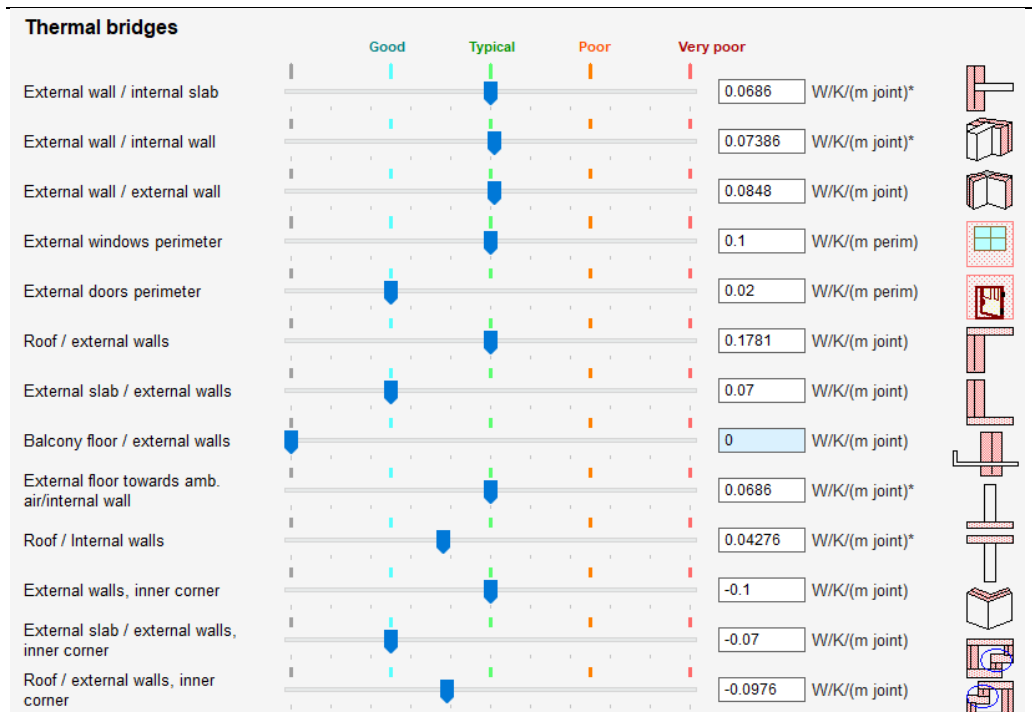 Thermal bridges
Good Typical Poor Very poor
External wall / internal slab 0.0686 W/K/(m joint)*
External wall / internal wall 0.07386 W/K/(m joint)*
External wall / external wall 0.0848 W/K/(m joint)
External windows perimeter 0.1 W/K/(m perim)
External doors perimeter 0.02 W/K/(m perim)
Roof / external walls 0.1781 W/K/(m joint)
External slab / external walls 0.07 W/K/(m joint)
Balcony floor / external walls 0 W/K/(m joint)
External floor towards amb.
air/internal wall 0.0686 W/K/(m joint)*
Roof / Internal walls 0.04276 W/K/(m joint)*
External walls, inner corner -0.1 W/K/(m joint)
External slab / external walls,
inner corner -0.07 W/K/(m joint)
Roof / external walls, inner
corner -0.0976 W/K/(m joint)